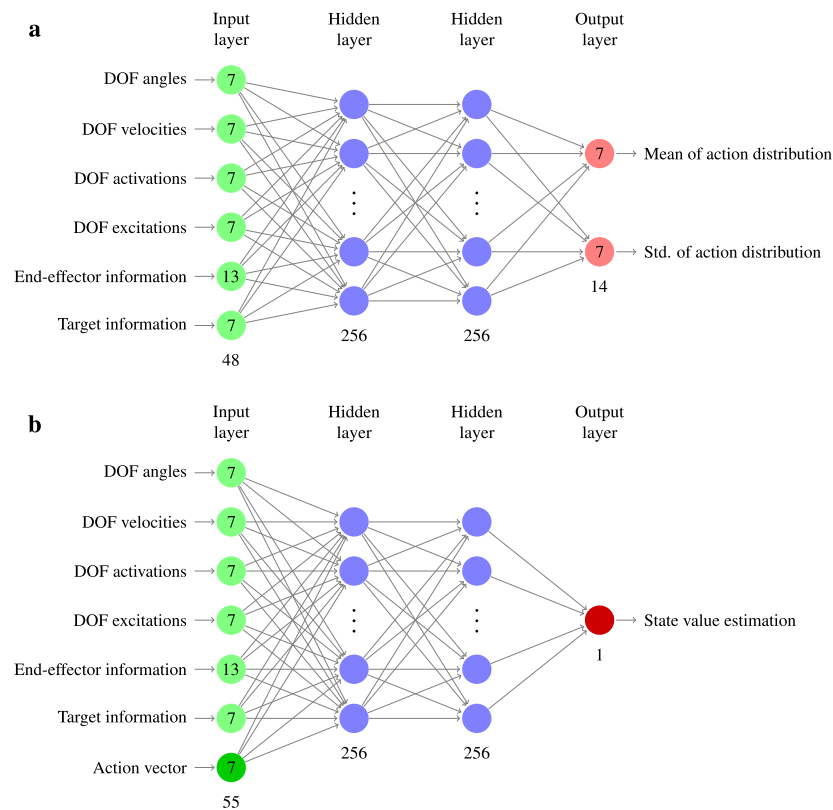 a
Input layer
Hidden layer
Hidden layer
Output layer
DOF angles
7
DOF velocities
7
DOF activations
7
DOF excitations
7
End-effector information
13
Target information
7
48
256
256
7
Mean of action distribution
7
Std. of action distribution
14
b
Input layer
Hidden layer
Hidden layer
Output layer
DOF angles
7
DOF velocities
7
DOF activations
7
DOF excitations
7
End-effector information
13
Target information
7
Action vector
7
55
256
256
State value estimation
1